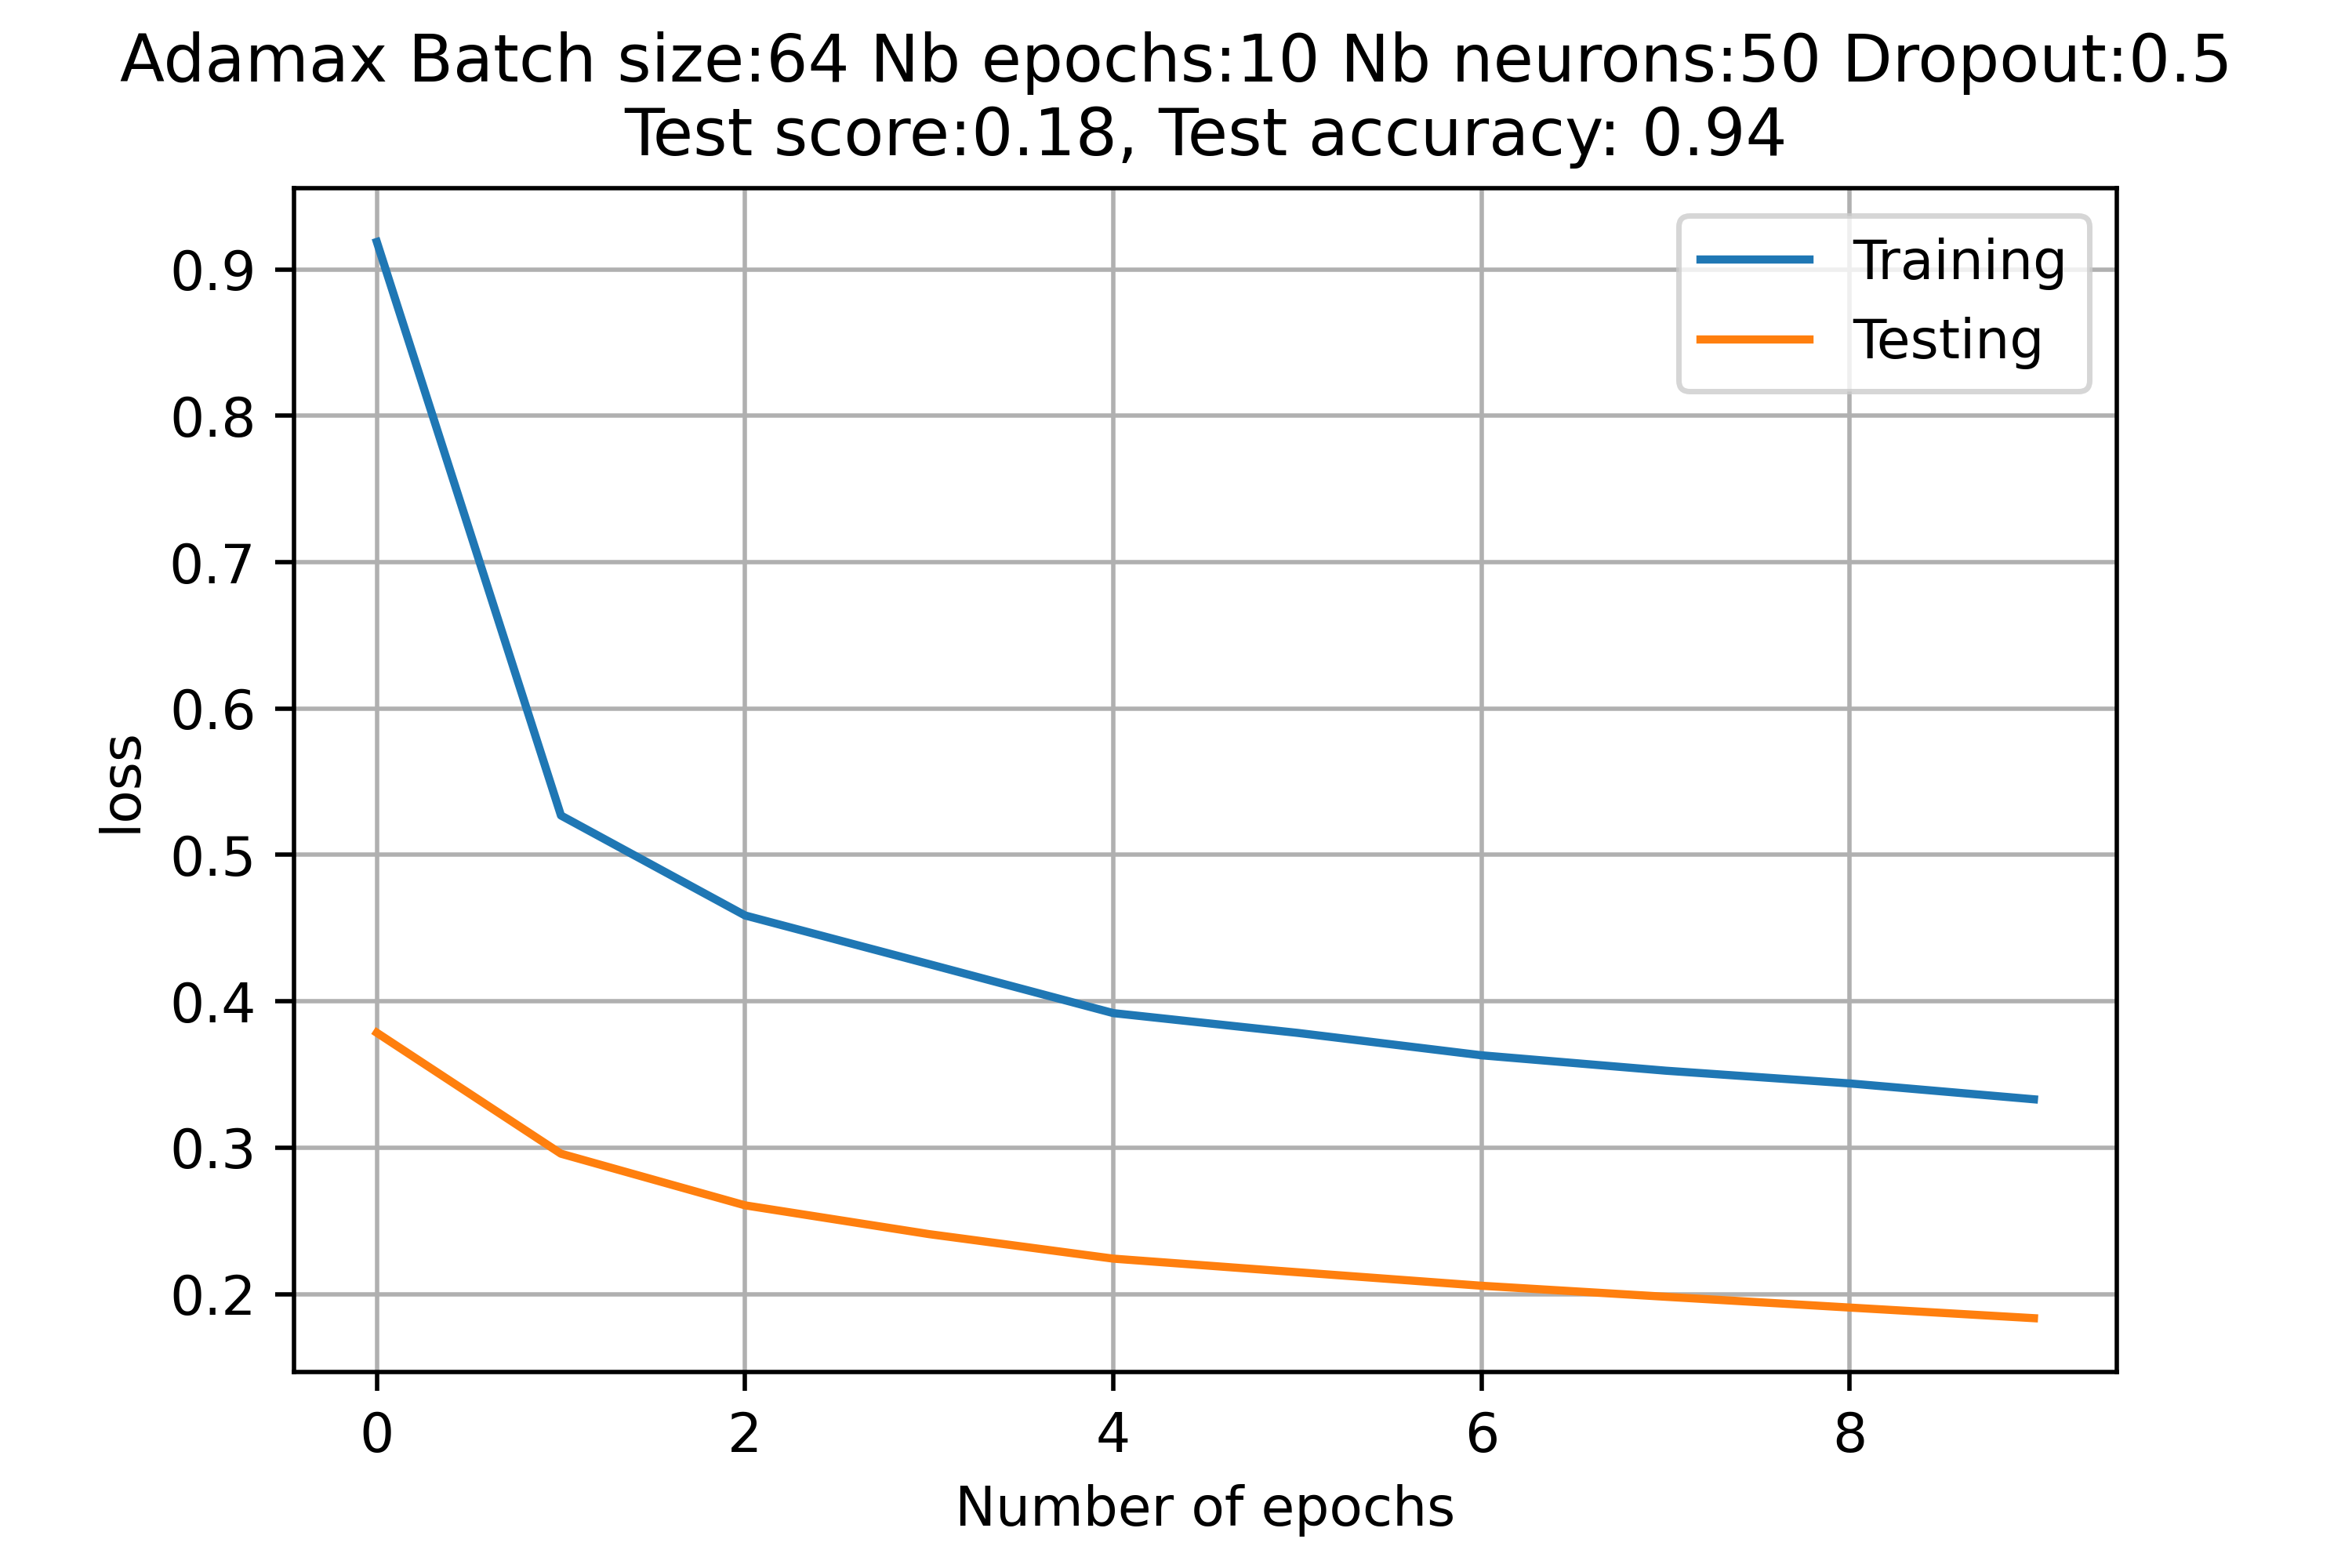 Adamax Batch size:64 Nb epochs:10 Nb neurons:50 Dropout:0.5
Test score:0.18, Test accuracy: 0.94
Training
Testing
0.9
0.8
0.7
0.6
0.5
0.4
0.3
0.2
loss
0 2 4 6 8
Number of epochs